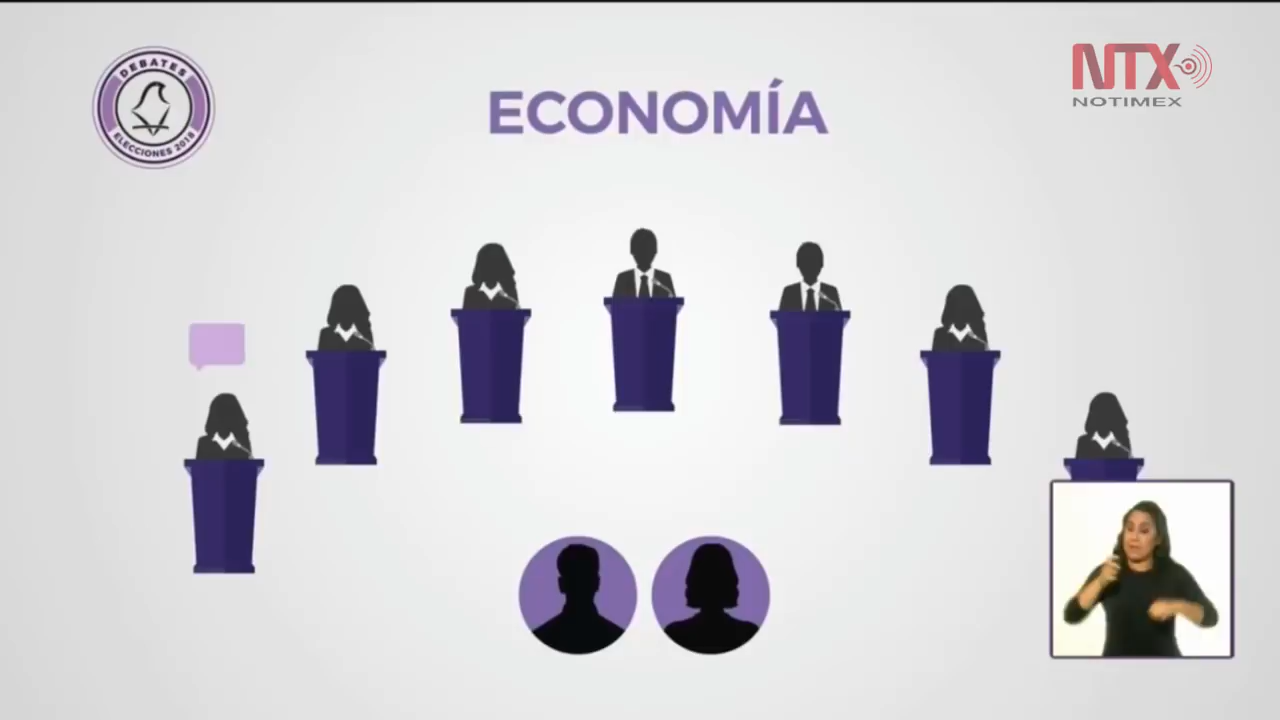 DEBATES
ELECCIONES 2018
ECONOMÍA
NTX
NOTIMEX